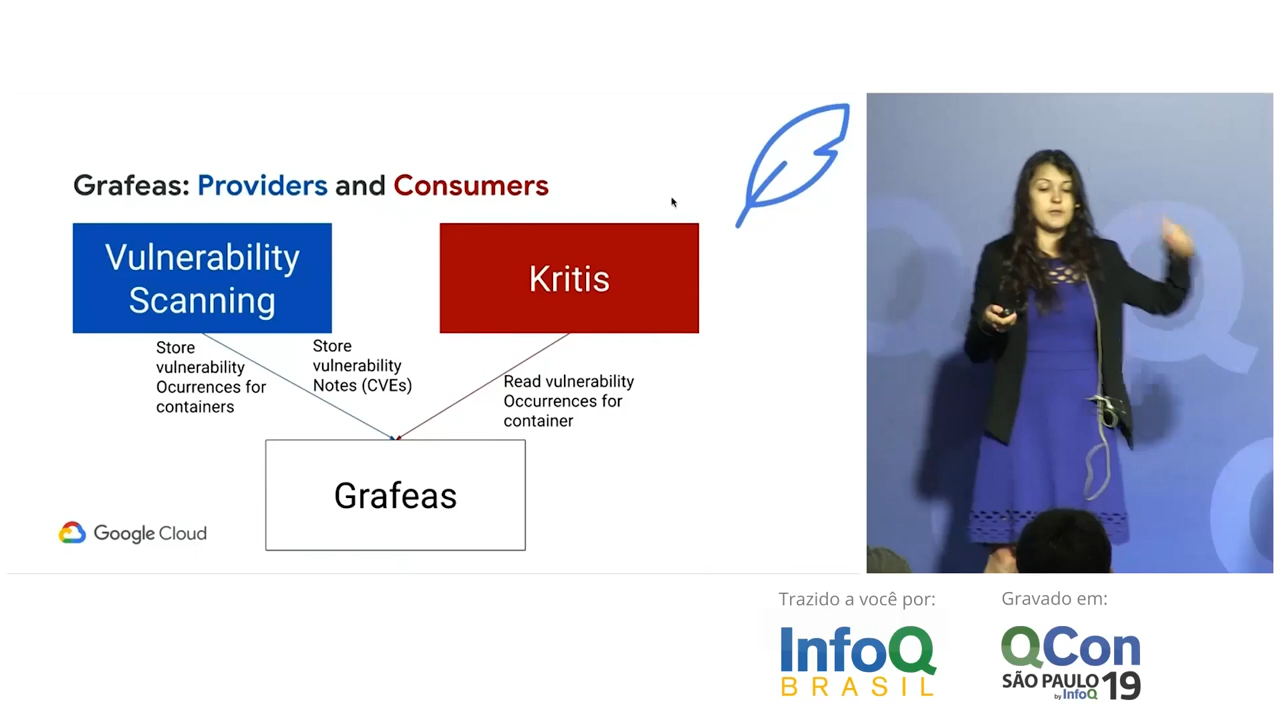 Grafeas: Providers and Consumers
Vulnerability
Scanning
Kritis
Store
vulnerability
Ocurrences for
containers
Store
vulnerability
Notes (CVEs)
Read vulnerability
Occurrences for
container
Grafeas
Google Cloud
Trazido a você por:
InfoQ
BRASIL
Gravado em:
QCon
SÃO PAULO 19
by InfoQ